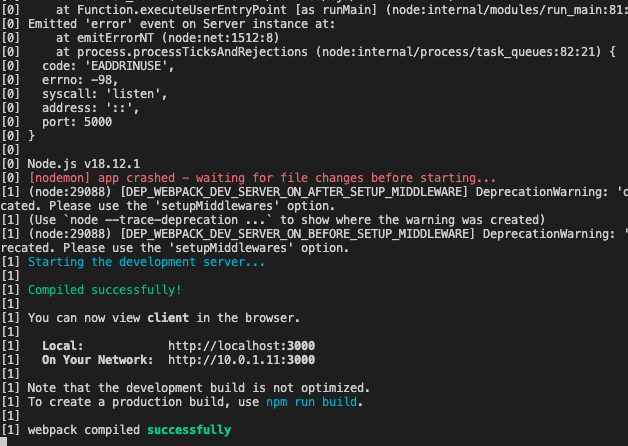 [0]     at Function.executeUserEntryPoint [as runMain] (node:internal/modules/run_main:81:
[0] Emitted 'error' event on Server instance at:
[0]     at emitErrorNT (node:net:1512:8)
[0]     at process.processTicksAndRejections (node:internal/process/task_queues:82:21) {
[0]   code: 'EADDRINUSE',
[0]   errno: -98,
[0]   syscall: 'listen',
[0]   address: '::',
[0]   port: 5000
[0] }
[0]
[0] Node.js v18.12.1
[0] [nodemon] app crashed - waiting for file changes before starting...
[1] (node:29088) [DEP_WEBPACK_DEV_SERVER_ON_AFTER_SETUP_MIDDLEWARE] DeprecationWarning: 'o
cated. Please use the 'setupMiddlewares' option.
[1] (Use `node --trace-deprecation ...` to show where the warning was created)
[1] (node:29088) [DEP_WEBPACK_DEV_SERVER_ON_BEFORE_SETUP_MIDDLEWARE] DeprecationWarning: '
recated. Please use the 'setupMiddlewares' option.
[1] Starting the development server...
[1]
[1] Compiled successfully!
[1]
[1] You can now view client in the browser.
[1]
[1]   Local:            http://localhost:3000
[1]   On Your Network:  http://10.0.1.11:3000
[1]
[1] Note that the development build is not optimized.
[1] To create a production build, use npm run build.
[1]
[1] webpack compiled successfully